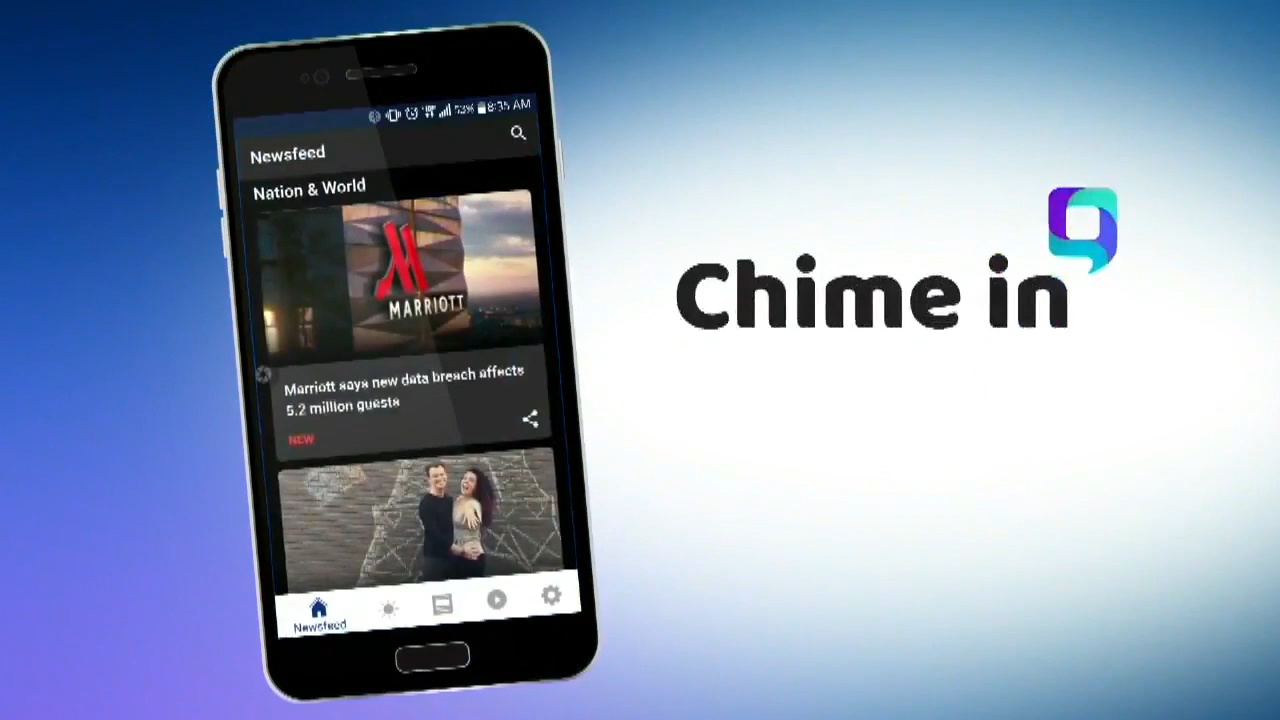 53% 8:35 AM
Newsfeed
Nation & World
MARRIOTT
Marriott says new data breach affects
5.2 million guests
NEW
Newsfeed
Chime in